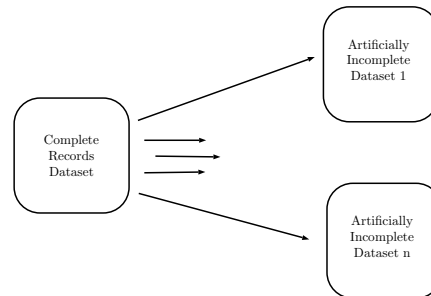 Complete
Records
Dataset
Artificially
Incomplete
Dataset 1
Artificially
Incomplete
Dataset n